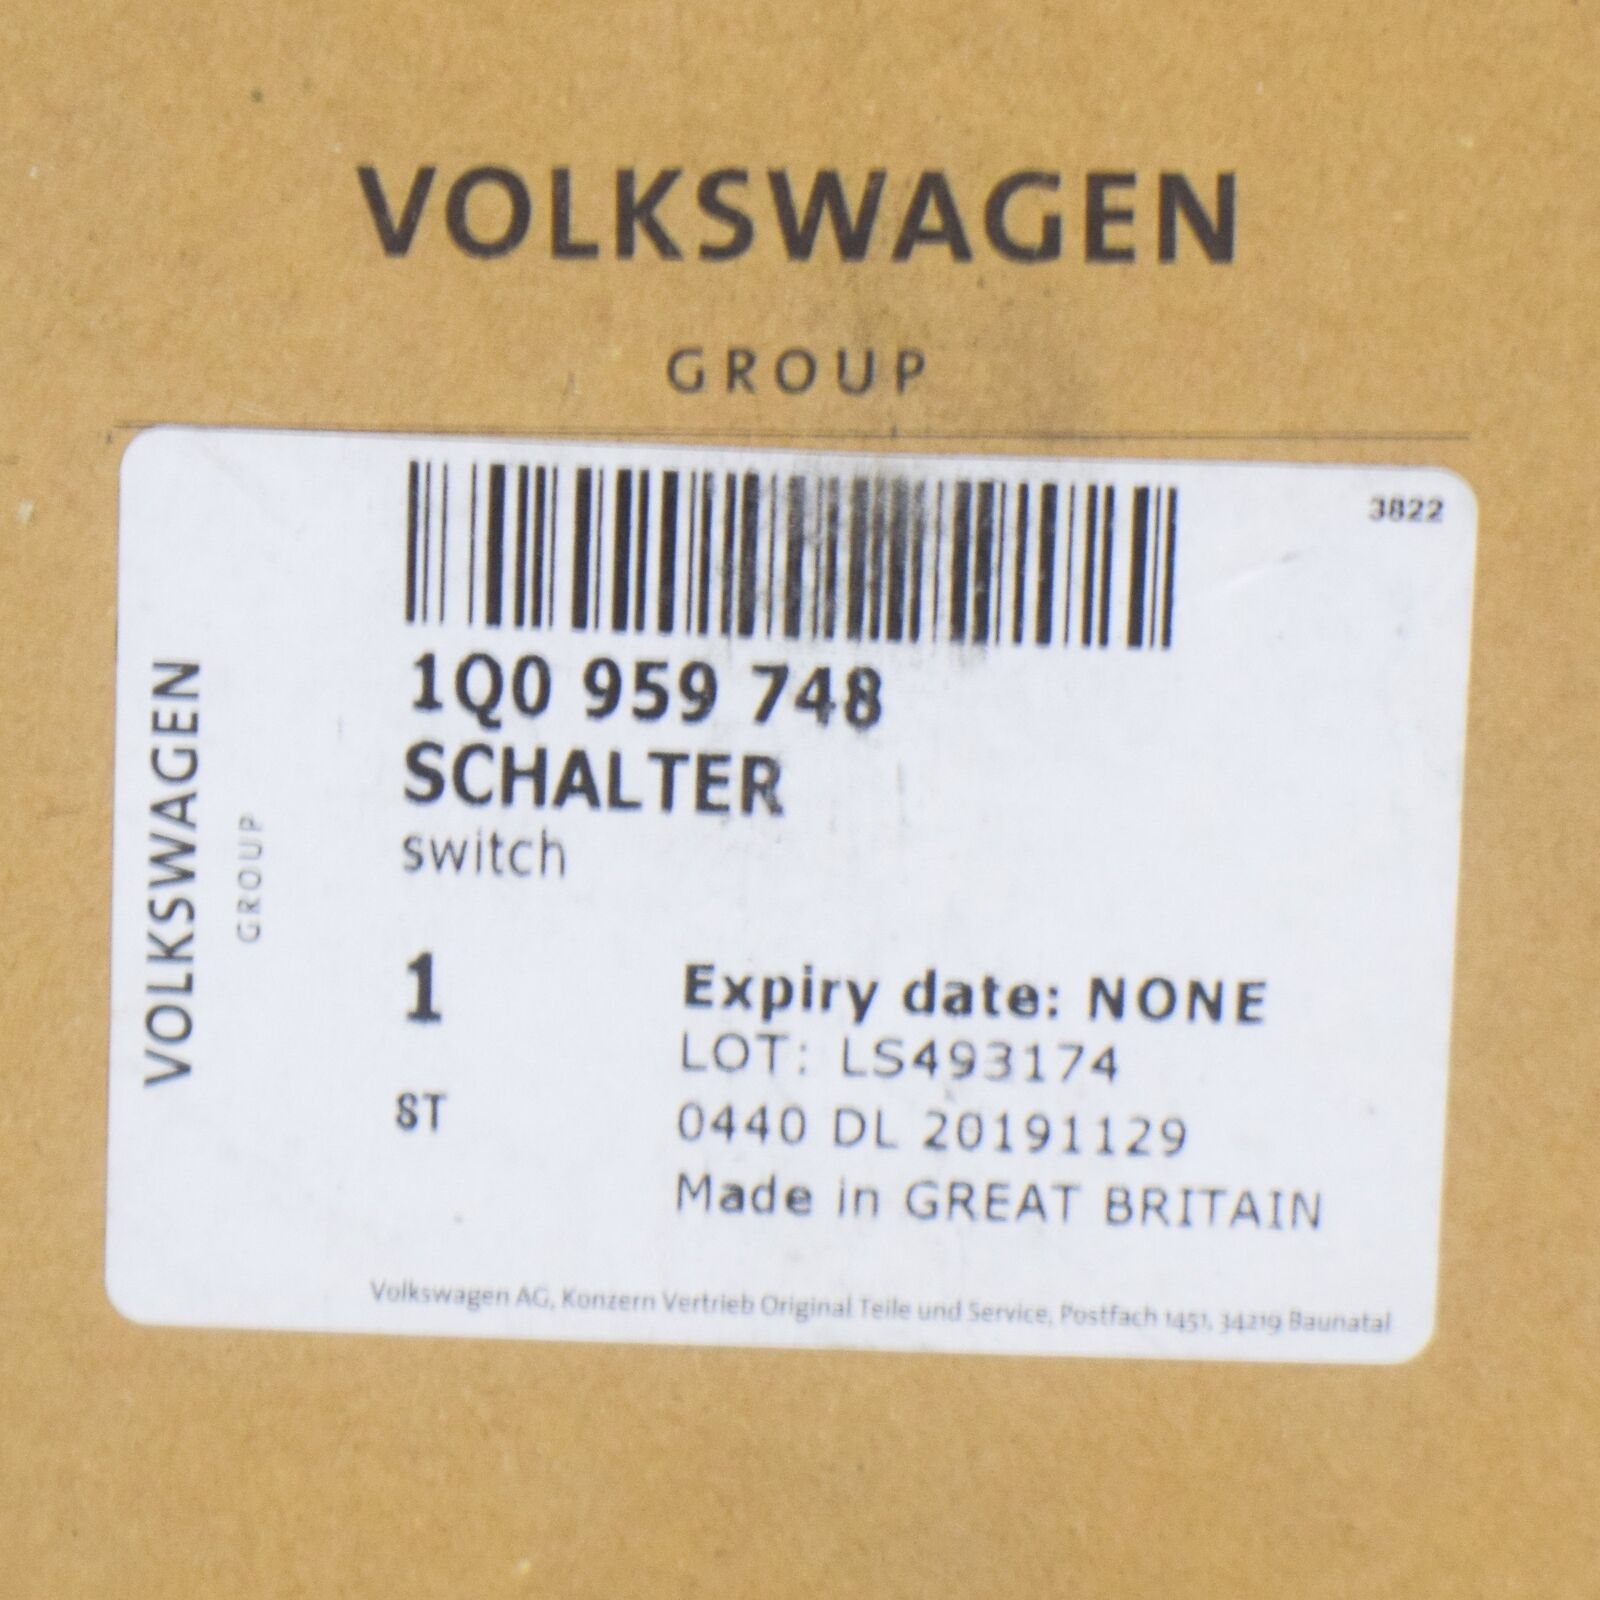 VOLKSWAGEN
GROUP
3822
1Q0 959 748
SCHALTER
switch
VOLKSWAGEN
GROUP
1
ST
Expiry date: NONE
LOT: LS493174
0440 DL 20191129
Made in GREAT BRITAIN
Volkswagen AG, Konzern Vertrieb Original Teile und Service, Postfach 1451, 34219 Baunatal